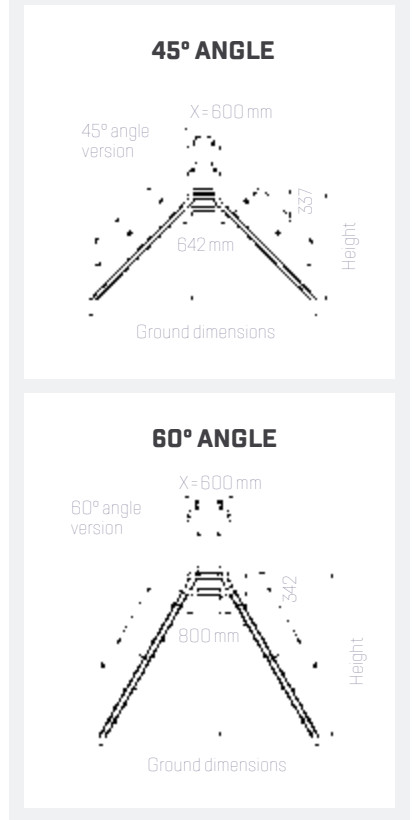 45° ANGLE
X = 600 mm
45° angle
version
337
642 mm
Height
Ground dimensions
60° ANGLE
X = 600 mm
60° angle
version
342
800 mm
Height
Ground dimensions